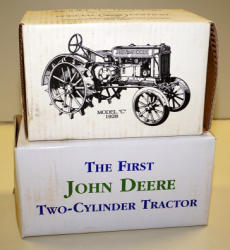 MODEL "C"
1928
THE FIRST
JOHN DEERE
TWO-CYLINDER TRACTOR